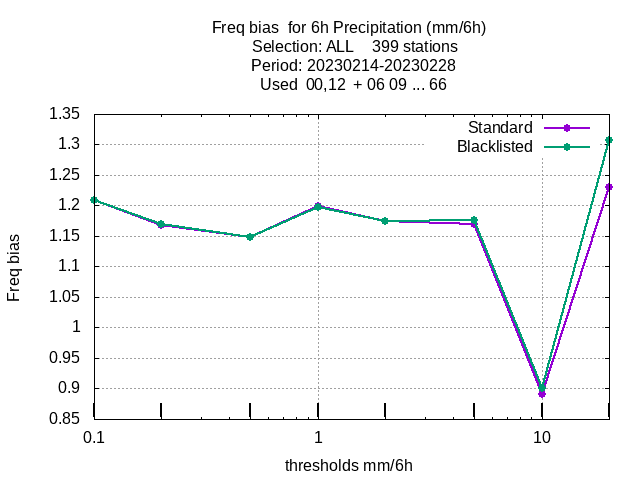 Freq bias  for 6h Precipitation (mm/6h)
Selection: ALL    399 stations
Period: 20230214-20230228
Used  00,12  + 06 09 ... 66
Standard
Blacklisted
1.35
1.3
1.25
1.2
1.15
1.1
1.05
1
0.95
0.9
0.85
Freq bias
0.1
1
10
thresholds mm/6h